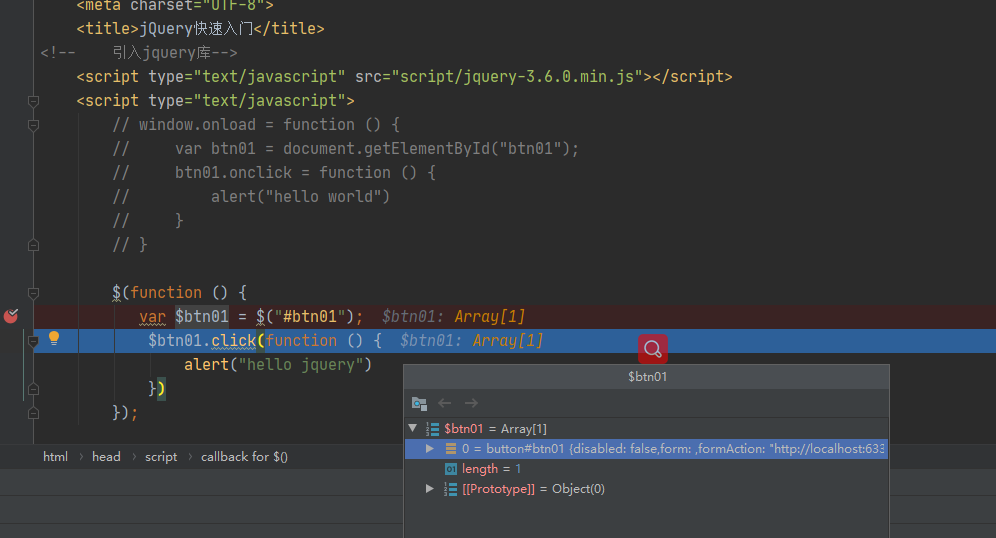 <meta charset="UTF-8">
<title>jQuery快速入门</title>
<!-- 引入jquery库-->
<script type="text/javascript" src="script/jquery-3.6.0.min.js"></script>
<script type="text/javascript">
// window.onload = function () {
// var btn01 = document.getElementById("btn01");
// btn01.onclick = function () {
// alert("hello world")
// }
// }
$(function () {
var $btn01 = $("#btn01"); $btn01: Array[1]
$btn01.click(function () { $btn01: Array[1]
alert("hello jquery")
})
});
$btn01
$btn01 = Array[1]
0 = button#btn01 {disabled: false,form: ,formAction: "http://localhost:633
01 length = 1
[[Prototype]] = Object(0)
html › head › script › callback for $()